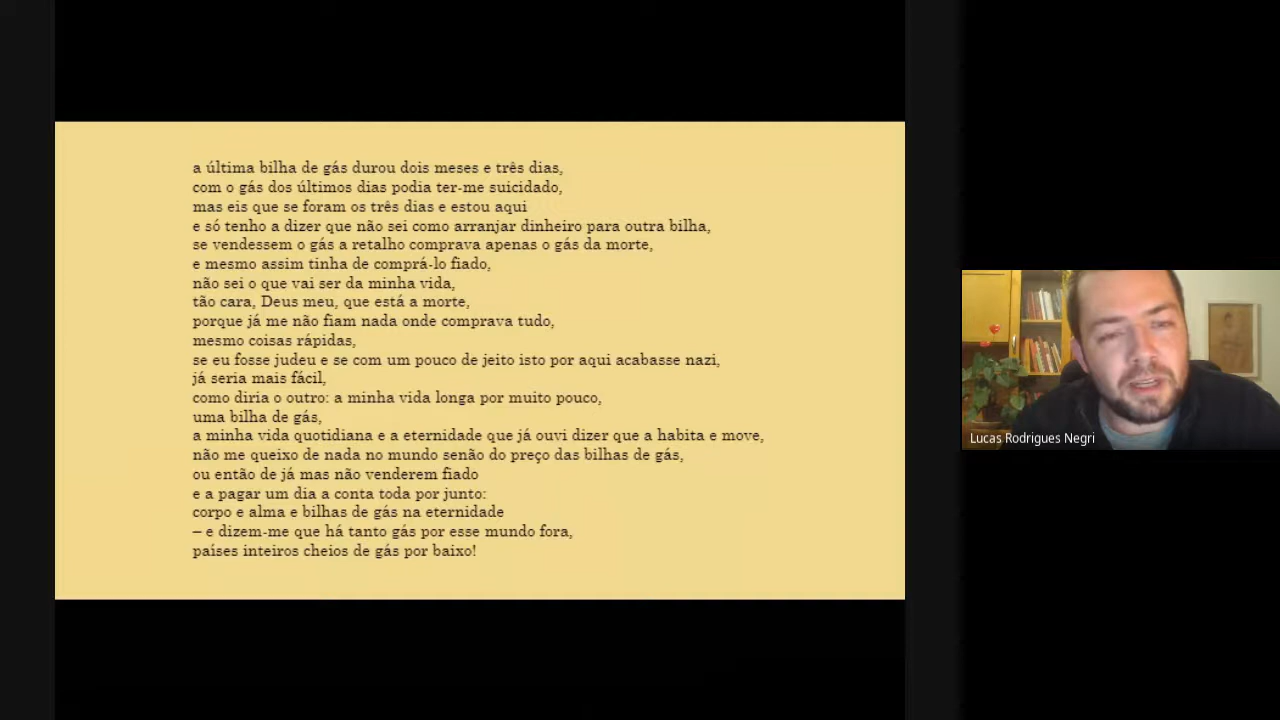 a última bilha de gás durou dois meses e três dias,
com o gás dos últimos dias podia ter-me suicidado,
mas eis que se foram os três dias e estou aqui
e só tenho a dizer que não sei como arranjar dinheiro para outra bilha,
se vendessem o gás a retalho comprava apenas o gás da morte,
e mesmo assim tinha de comprá-lo fiado,
não sei o que vai ser da minha vida,
tão cara, Deus meu, que está a morte,
porque já me não fiam nada onde comprava tudo,
mesmo coisas rápidas,
se eu fosse judeu e se com um pouco de jeito isto por aqui acabasse nazi,
já seria mais fácil,
como diria o outro: a minha vida longa por muito pouco,
uma bilha de gás,
a minha vida quotidiana e a eternidade que já ouvi dizer que a habita e move,
não me queixo de nada no mundo senão do preço das bilhas de gás,
ou então de já mas não venderem fiado
e a pagar um dia a conta toda por junto:
corpo e alma e bilhas de gás na eternidade
– e dizem-me que há tanto gás por esse mundo fora,
países inteiros cheios de gás por baixo!
Lucas Rodrigues Negri